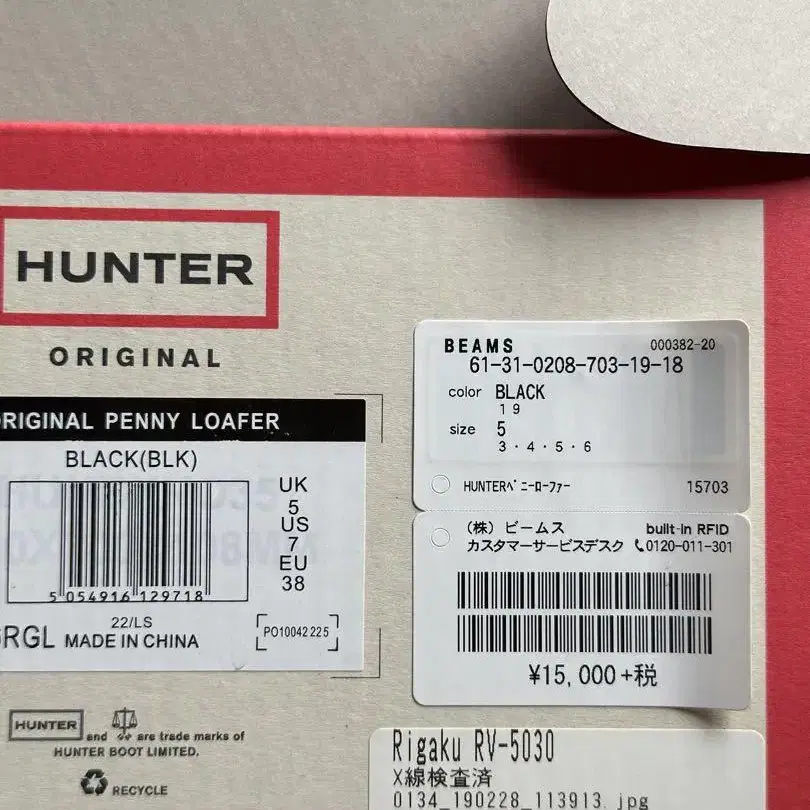 HUNTER
ORIGINAL
ORIGINAL PENNY LOAFER
BLACK(BLK)
UK
5
US
7
EU
38
5 054916 129718
22/LS
RGL MADE IN CHINA
PO10042225
HUNTER and are trade marks of
HUNTER BOOT LIMITED.
RECYCLE
BEAMS 000382-20
61-31-0208-703-19-18
color BLACK
19
size 5
3・4・5・6
HUNTERペニーローファー 15703
(株) ビームス built-in RFID
カスタマーサービスデスク 0120-011-301
¥15,000+税
Rigaku RV-5030
X線検査済
0134_190228_113913.jpg